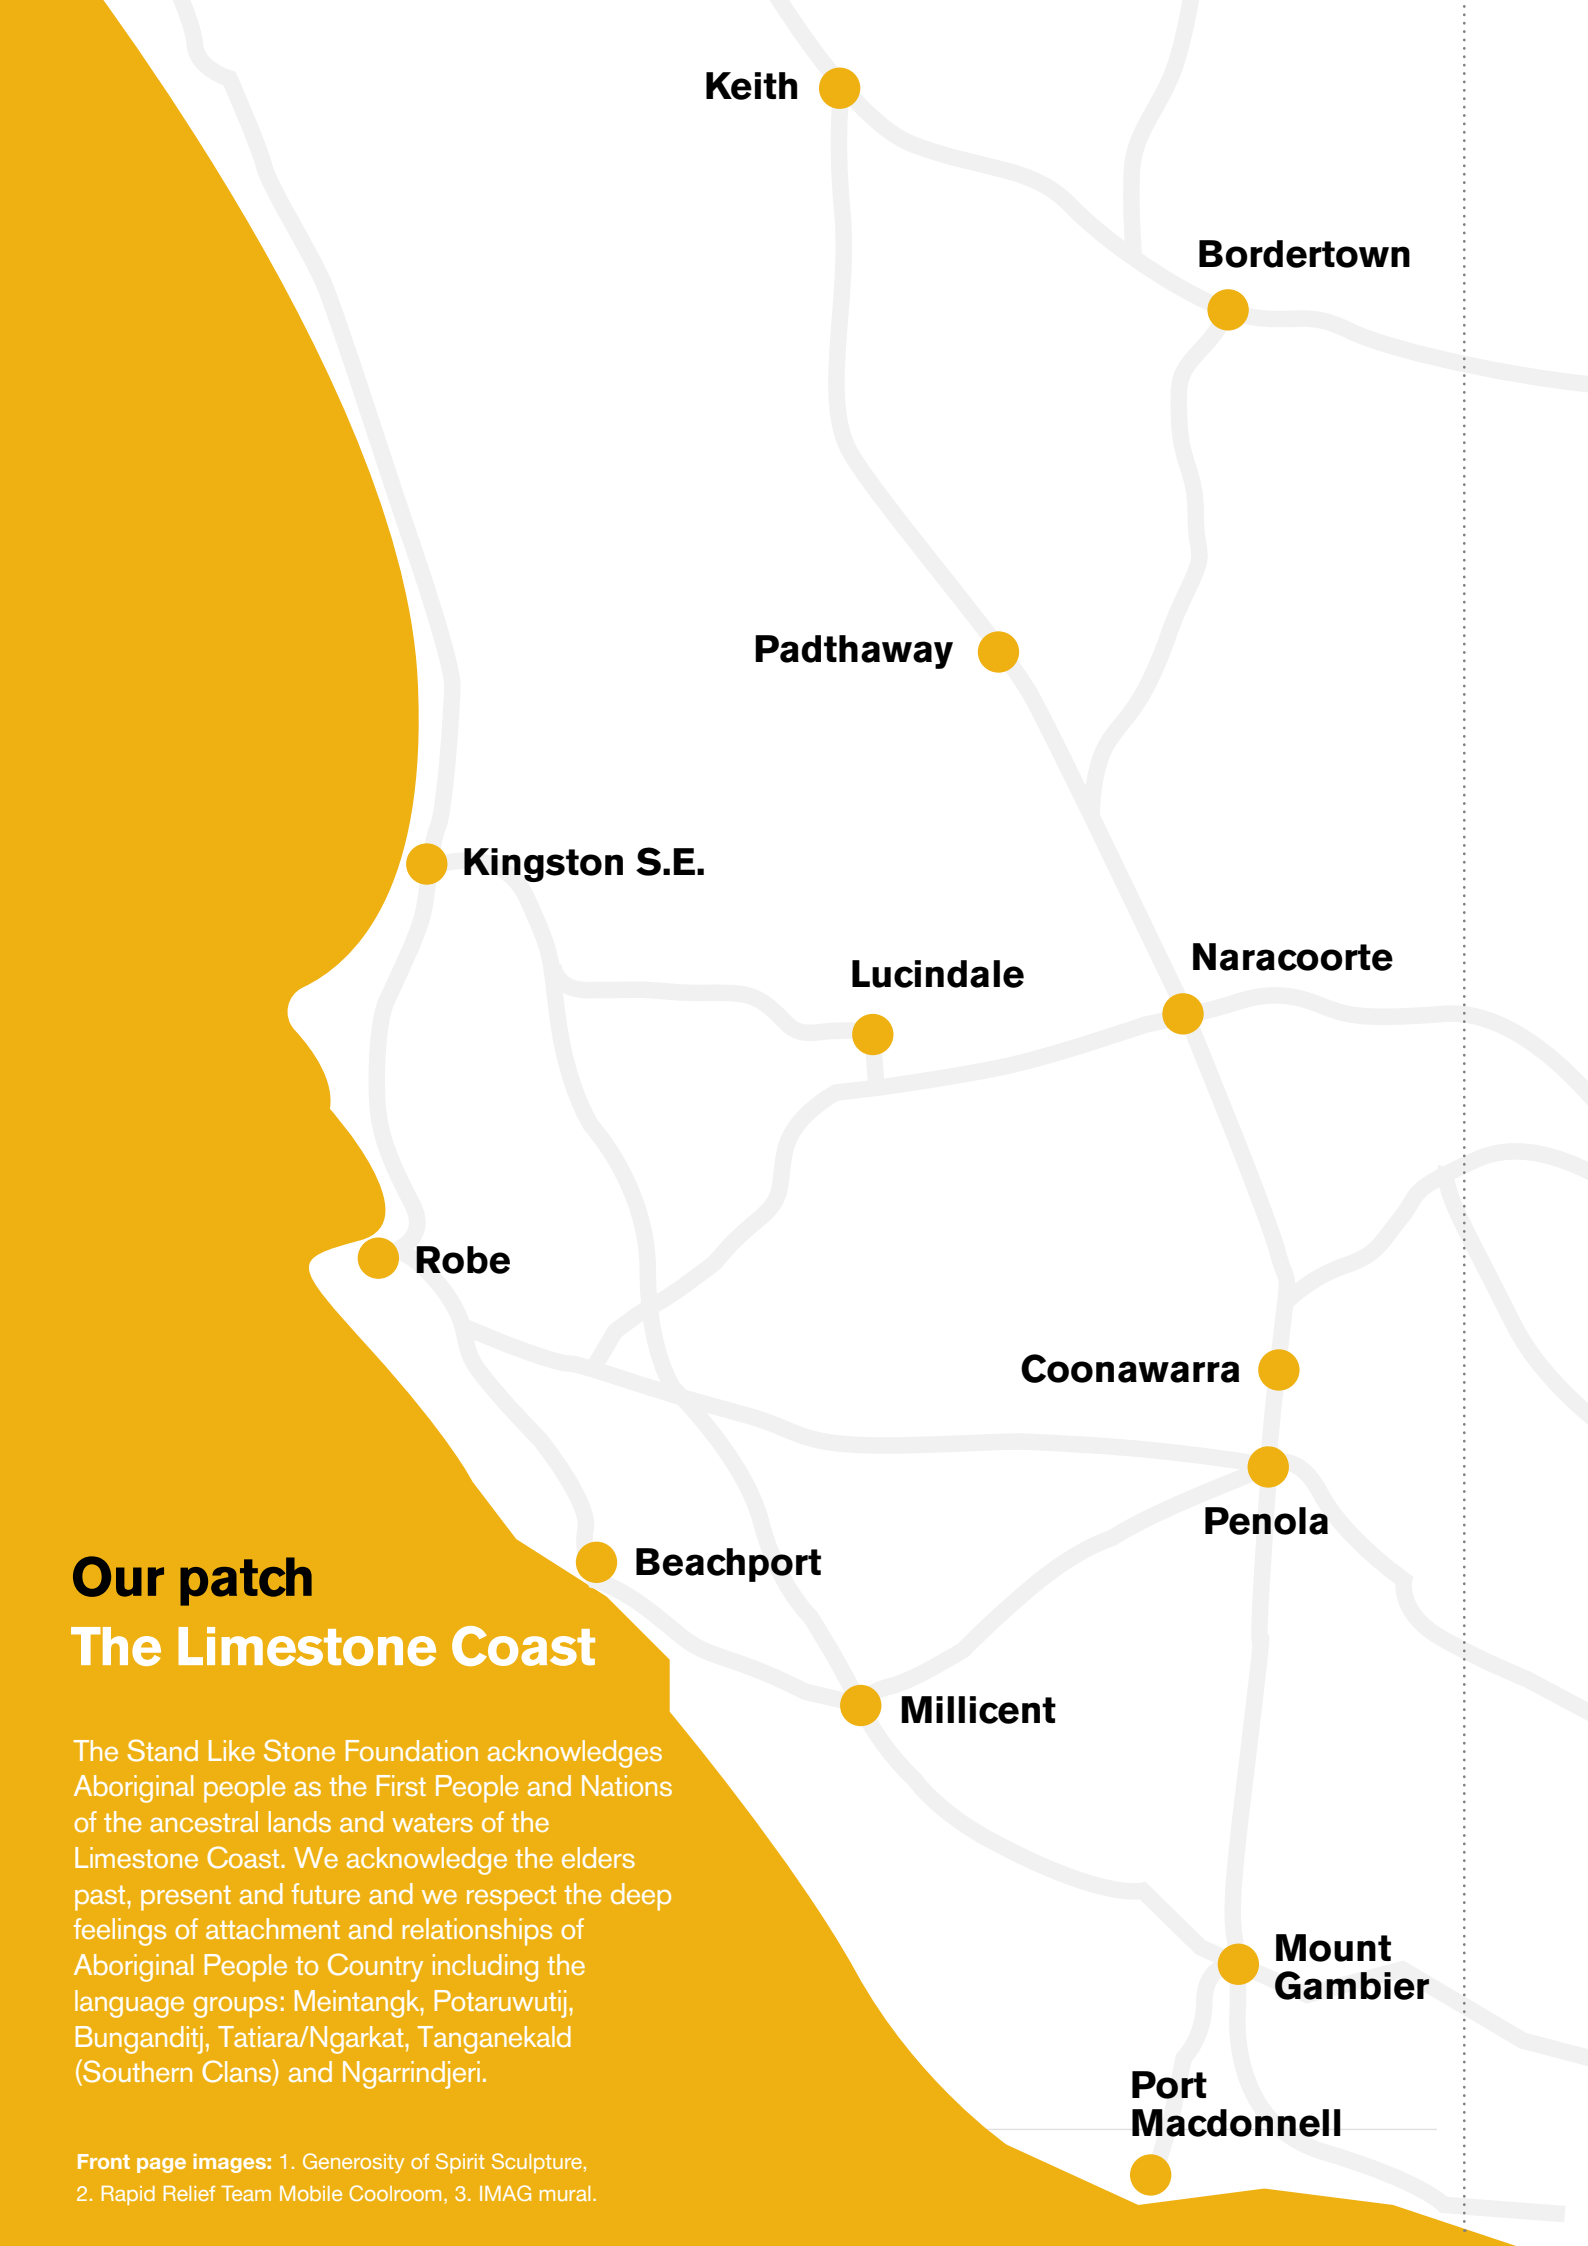 Keith
Bordertown
Padthaway
Kingston S.E.
Naracoorte
Lucindale
Robe
Coonawarra
Penola
Beachport
Millicent
Mount
Gambier
Port
Macdonnell
Our patch
The Limestone Coast
The Stand Like Stone Foundation acknowledges
Aboriginal people as the First People and Nations
of the ancestral lands and waters of the
Limestone Coast. We acknowledge the elders
past, present and future and we respect the deep
feelings of attachment and relationships of
Aboriginal People to Country including the
language groups: Meintangk, Potaruwutij,
Bunganditj, Tatiara/Ngarkat, Tanganekald
(Southern Clans) and Ngarrindjeri.
Front page images: 1. Generosity of Spirit Sculpture,
2. Rapid Relief Team Mobile Coolroom, 3. IMAG mural.